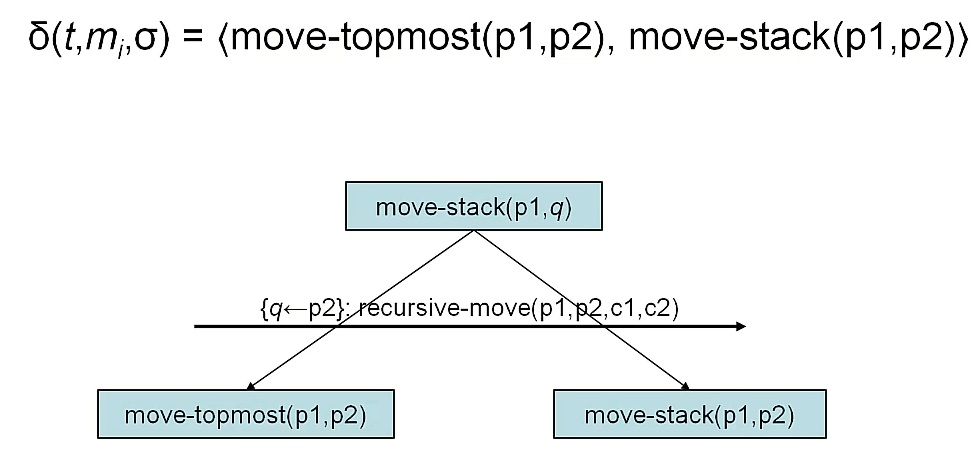 δ(t,mᵢ,σ) = ⟨move-topmost(p1,p2), move-stack(p1,p2)⟩
move-stack(p1,q)
{q←p2}: recursive-move(p1,p2,c1,c2)
move-topmost(p1,p2)
move-stack(p1,p2)